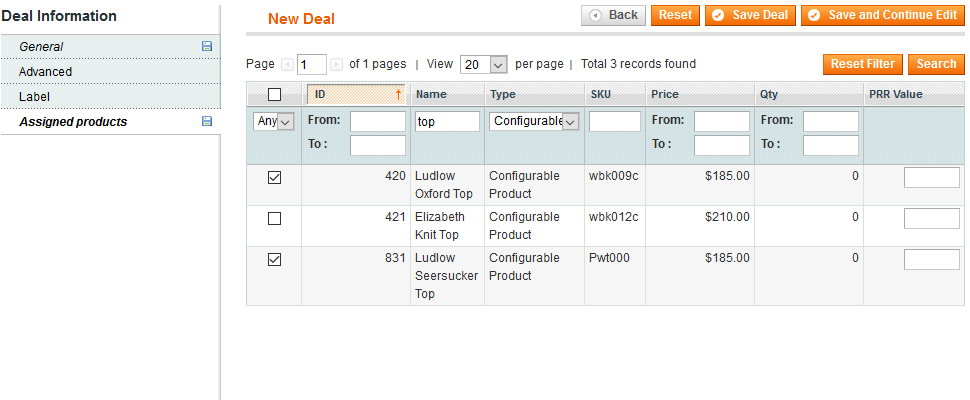 Deal Information
General
Advanced
Label
Assigned products
New Deal
Back Reset Save Deal Save and Continue Edit
Page 1 of 1 pages | View 20 per page | Total 3 records found Reset Filter Search
ID Name Type SKU Price Qty PRR Value
Any From: top Configurable From: From:
To : To : To :
420 Ludlow Configurable wbk009c $185.00 0
Oxford Top Product
421 Elizabeth Configurable wbk012c $210.00 0
Knit Top Product
831 Ludlow Configurable Pwt000 $185.00 0
Seersucker Product
Top